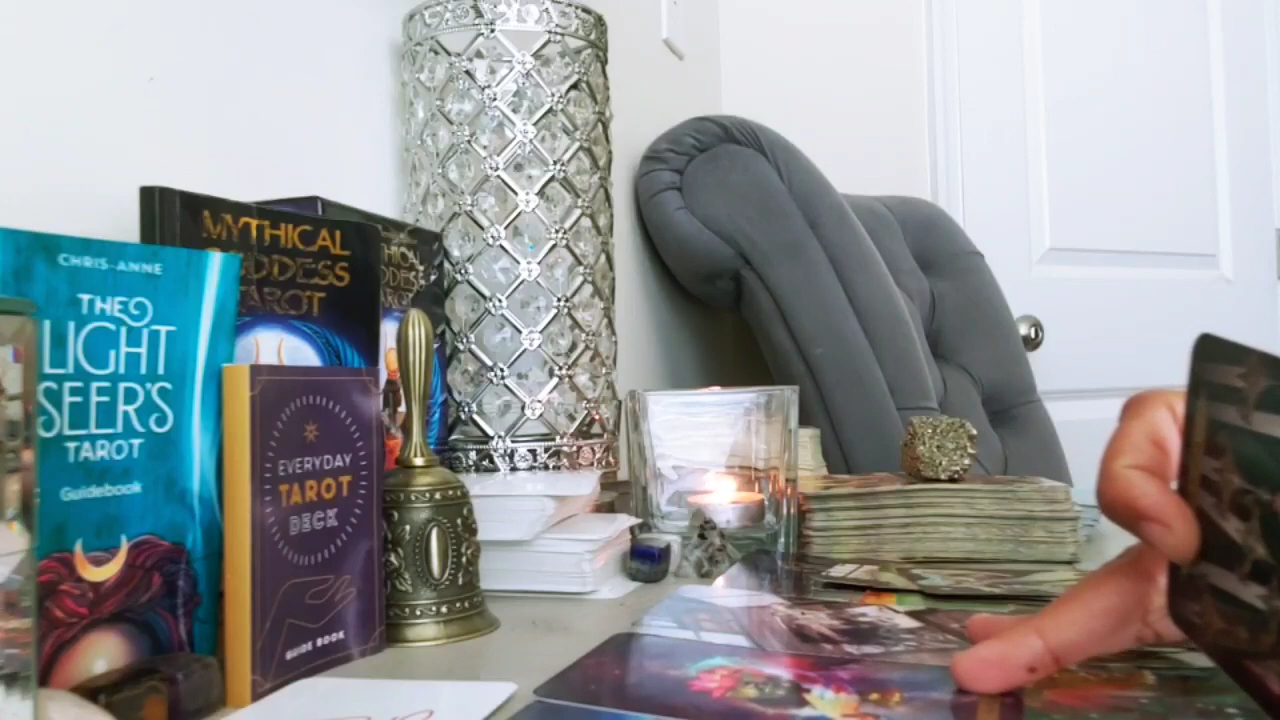 CHRIS-ANNE
THE
LIGHT
SEER'S
TAROT
Guidebook
MYTHICAL
GODDESS
TAROT
EVERYDAY
TAROT
DECK
GUIDE BOOK